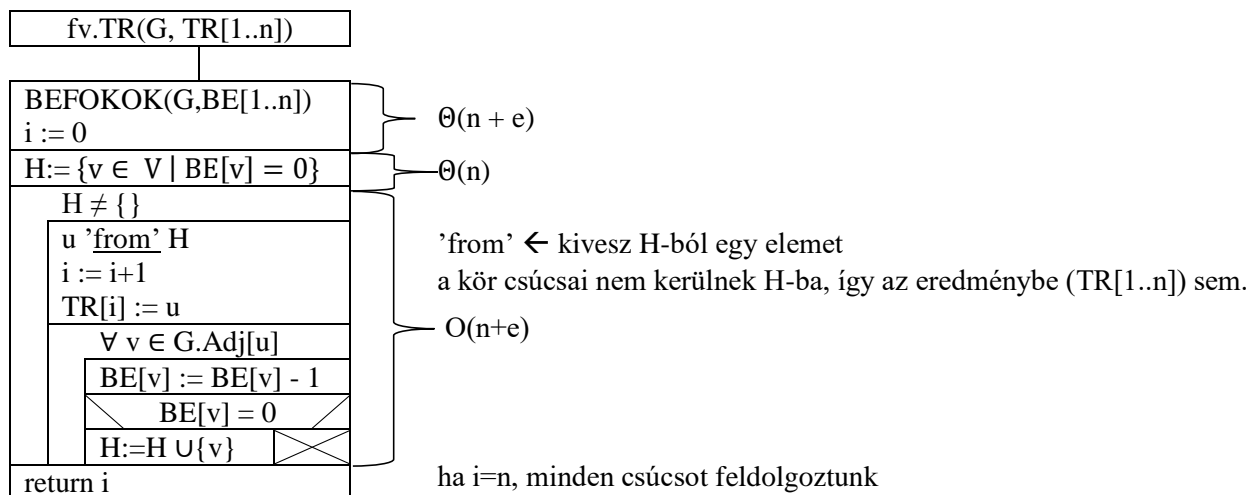 fv.TR(G, TR[1..n])
BEFOKOK(G,BE[1..n])
i := 0
Θ(n + e)
H:= {v ∈ V | BE[v] = 0}
Θ(n)
H ≠ {}
u ’from’ H
’from’ ← kivesz H-ból egy elemet
i := i+1
a kör csúcsai nem kerülnek H-ba, így az eredménybe (TR[1..n]) sem.
TR[i] := u
O(n+e)
∀ v ∈ G.Adj[u]
BE[v] := BE[v] - 1
BE[v] = 0
H:=H ∪{v}
return i
ha i=n, minden csúcsot feldolgoztunk